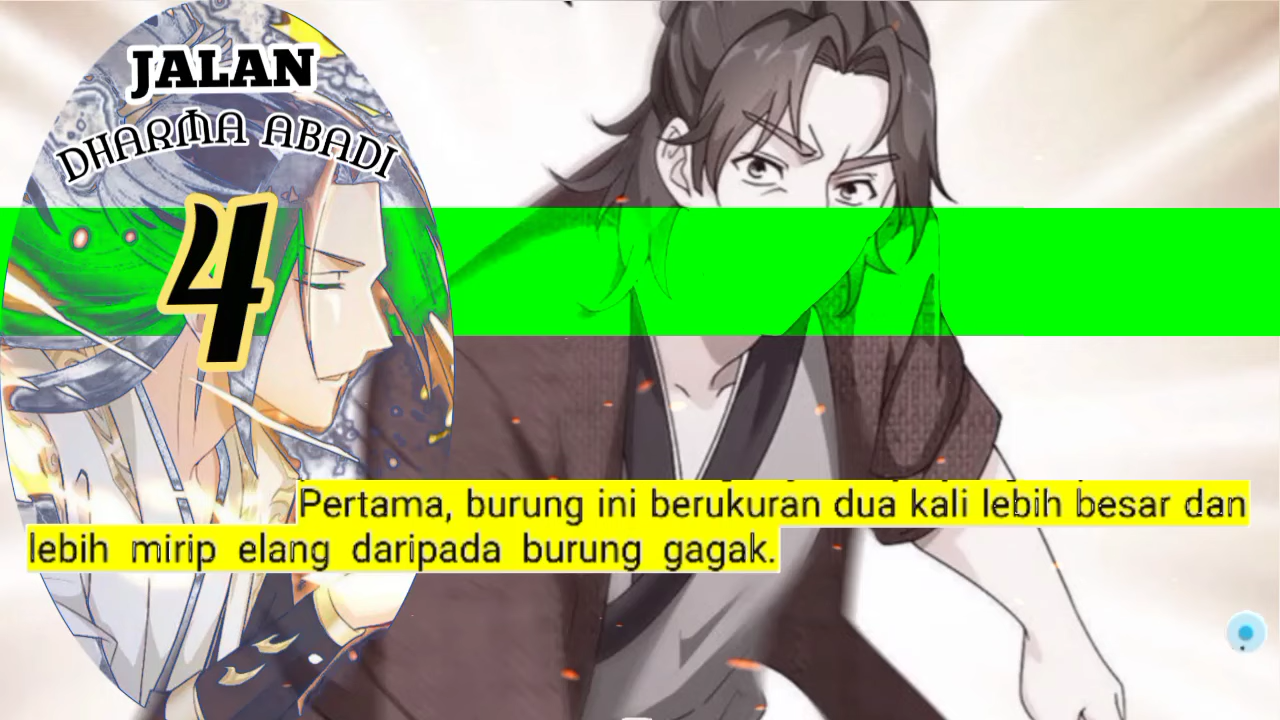 JALAN
DHARMA ABADI
4
Pertama, burung ini berukuran dua kali lebih besar dan
lebih mirip elang daripada burung gagak.